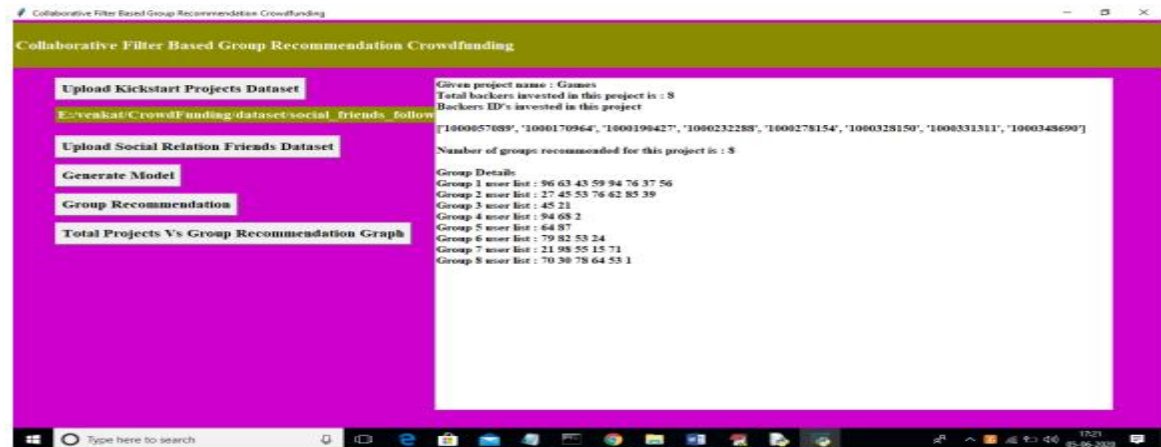 Collaborative Filter Based Group Recommendation Crowdfunding
Collaborative Filter Based Group Recommendation Crowdfunding
Upload Kickstart Projects Dataset
E:/venkat/CrowdFunding/dataset/social_friends_follow
Upload Social Relation Friends Dataset
Generate Model
Group Recommendation
Total Projects Vs Group Recommendation Graph
Given project name : Games
Total backers invested in this project is : 8
Backers ID's invested in this project
['1000057089', '1000170964', '1000190427', '1000232288', '1000278154', '1000328150', '1000331311', '1000348690']
Number of groups recommended for this project is : 8
Group Details
Group 1 user list : 96 63 43 59 94 76 37 56
Group 2 user list : 27 45 53 76 62 85 39
Group 3 user list : 45 21
Group 4 user list : 94 68 2
Group 5 user list : 64 87
Group 6 user list : 79 82 53 24
Group 7 user list : 21 98 55 15 71
Group 8 user list : 70 30 78 64 53 1
Type here to search
17:21
05-06-2020